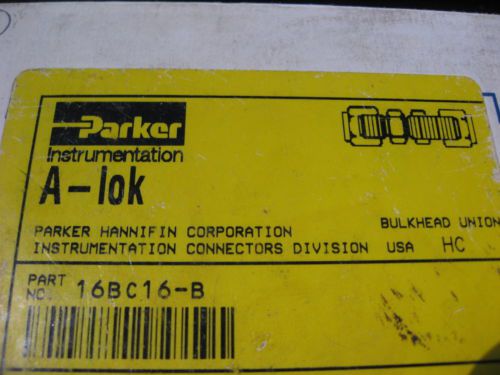 Parker
Instrumentation
A-lok
PARKER HANNIFIN CORPORATION
BULKHEAD UNION
INSTRUMENTATION CONNECTORS DIVISION USA HC
PART NO. 16BC16-B